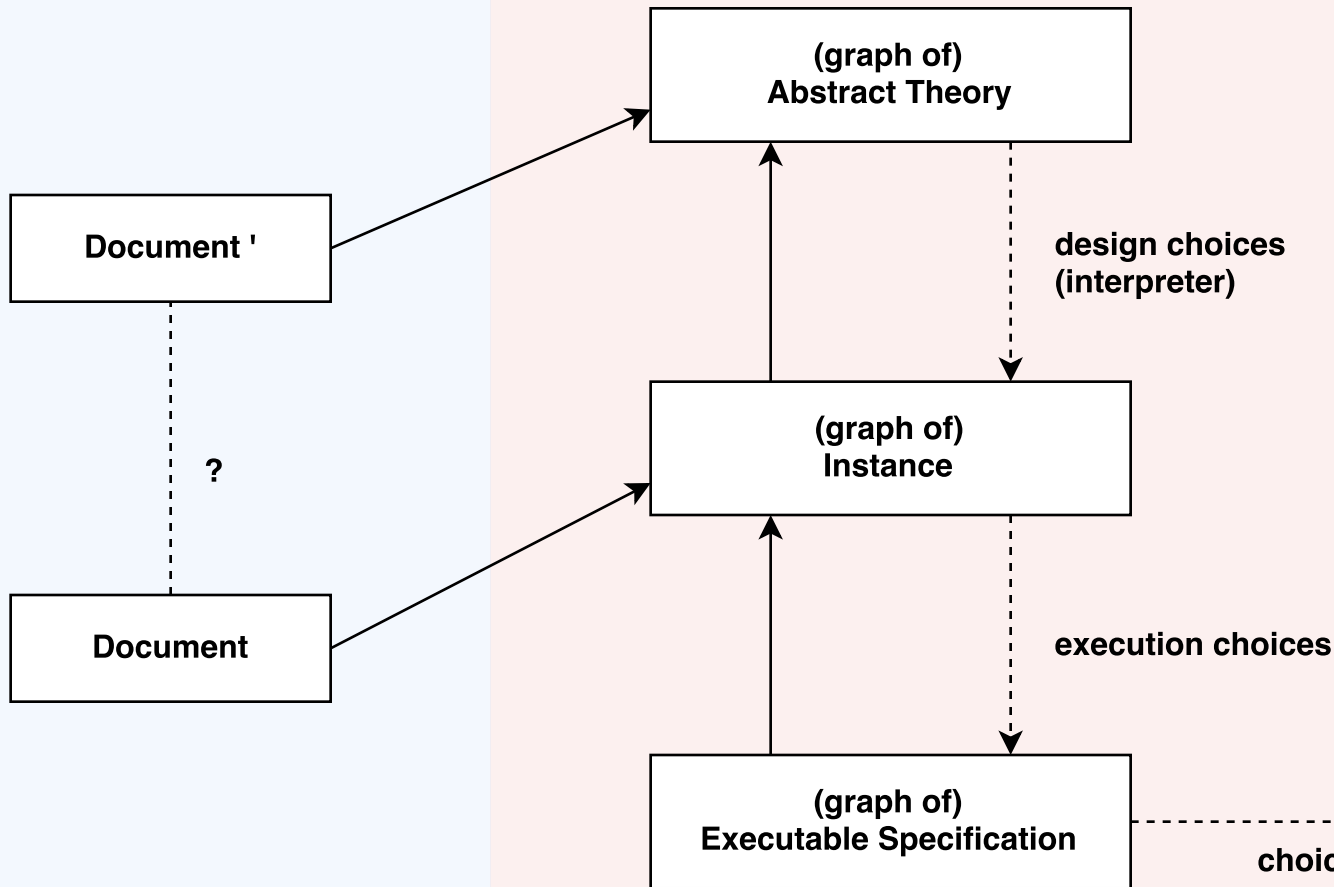 (graph of)
Abstract Theory
Document '
design choices
(interpreter)
(graph of)
Instance
?
Document
execution choices
(graph of)
Executable Specification